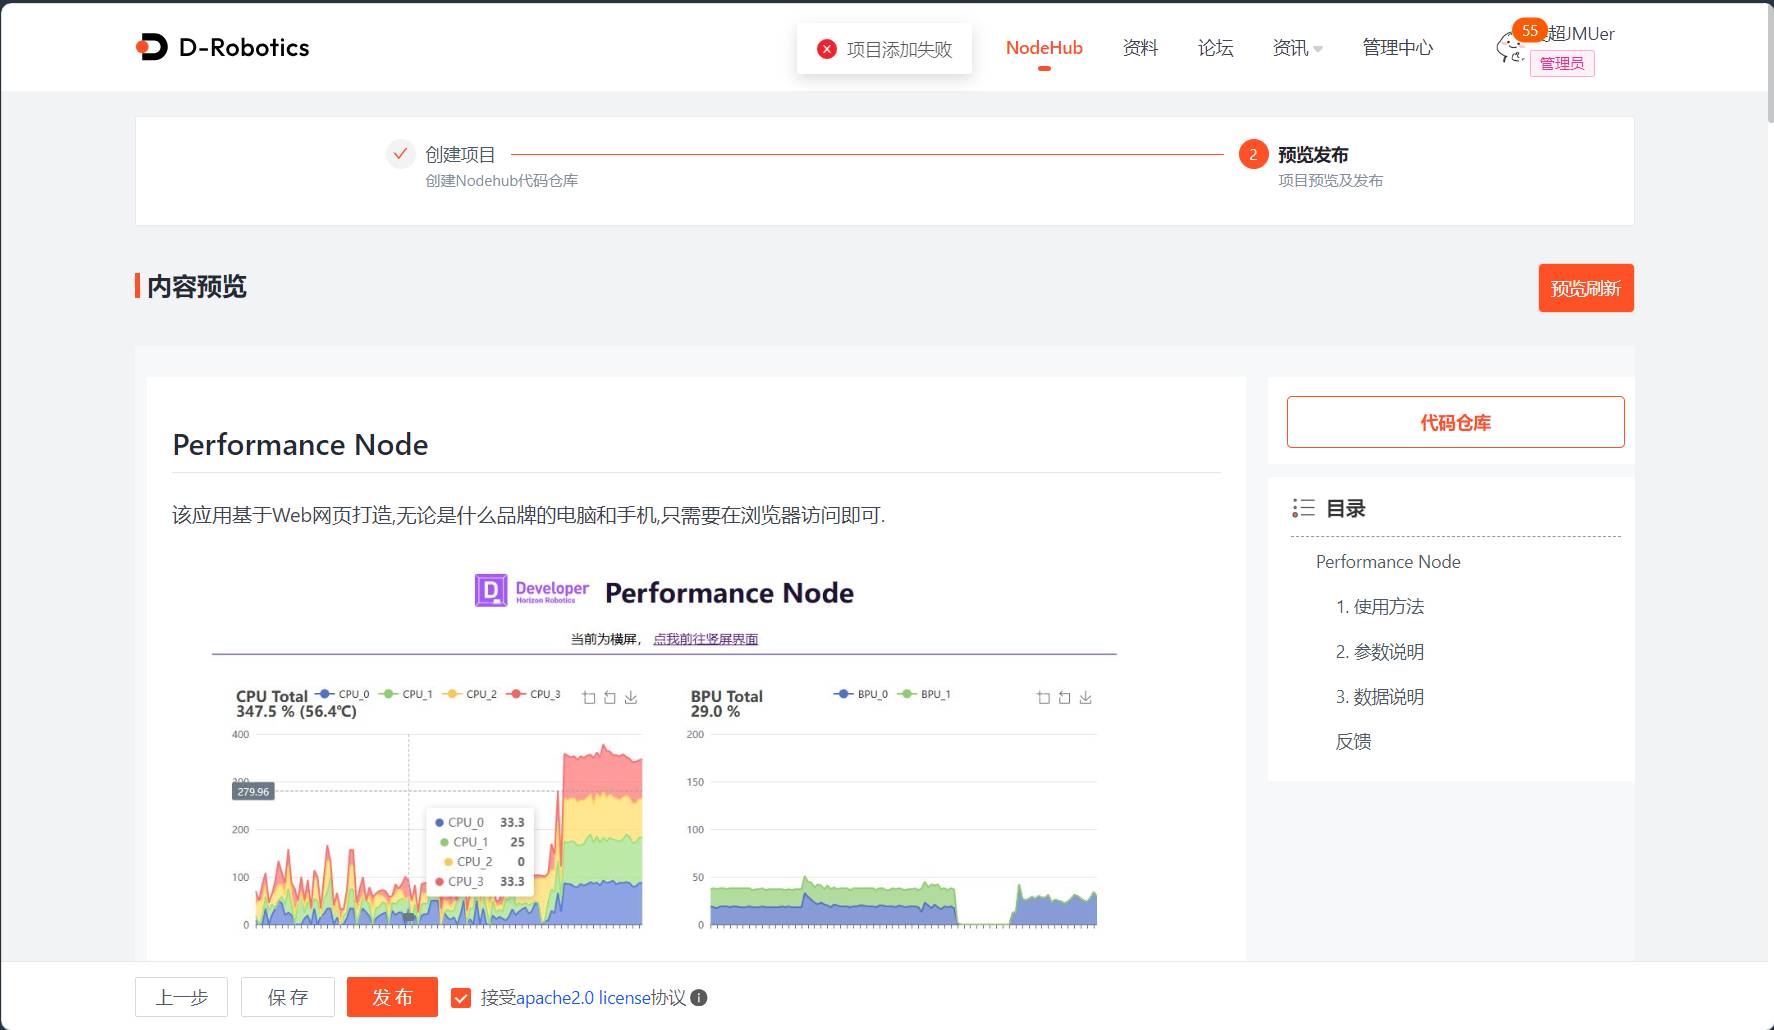 D-Robotics
项目添加失败
NodeHub
资料
论坛
资讯
管理中心
55
超JMUer
管理员
创建项目
创建Nodehub代码仓库
2
预览发布
项目预览及发布
内容预览
预览刷新
Performance Node
该应用基于Web网页打造,无论是什么品牌的电脑和手机,只需要在浏览器访问即可.
Developer
Horizon Robotics
Performance Node
当前为横屏， 点我前往竖屏界面
CPU Total
347.5 % (56.4℃)
CPU_0 CPU_1 CPU_2 CPU_3
400
300
279.96
200
100
0
CPU_0 33.3
CPU_1 25
CPU_2 0
CPU_3 33.3
BPU Total
29.0 %
BPU_0 BPU_1
200
150
100
50
0
代码仓库
目录
Performance Node
1. 使用方法
2. 参数说明
3. 数据说明
反馈
上一步
保 存
发 布
接受apache2.0 license协议